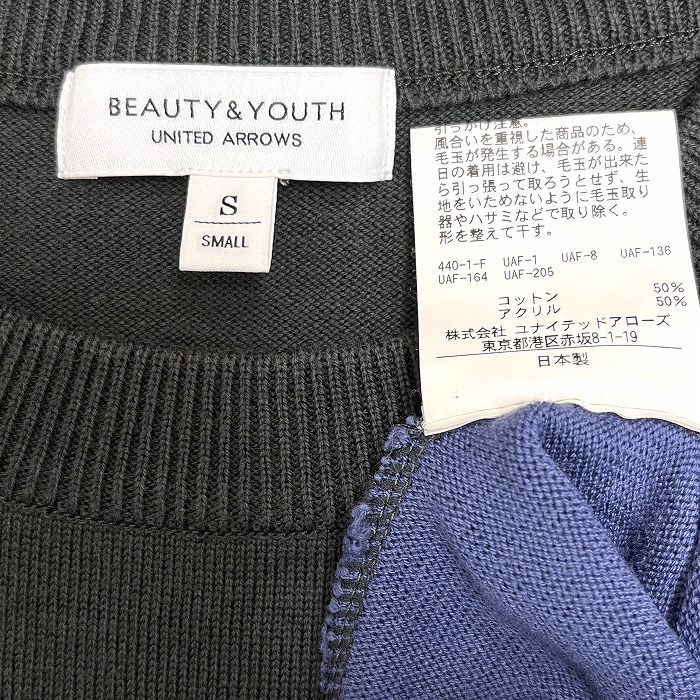 BEAUTY&YOUTH
UNITED ARROWS
S
SMALL
引っかけ注意。
風合いを重視した商品のため、
毛玉が発生する場合がある。連
日の着用は避け、毛玉が出来た
ら引っ張って取ろうとせず、生
地をいためないように毛玉取り
器やハサミなどで取り除く。
形を整えて干す。
440-1-F UAF-1 UAF-8 UAF-136
UAF-164 UAF-205
コットン 50%
アクリル 50%
株式会社 ユナイテッドアローズ
東京都港区赤坂8-1-19
日本製